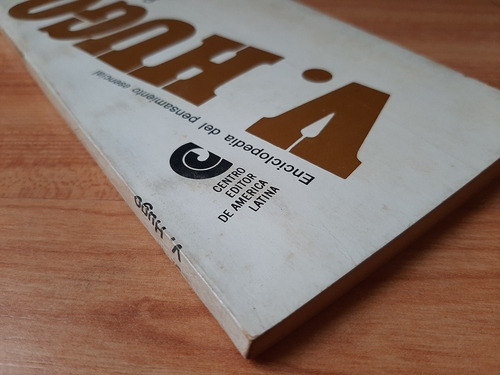 V. HUGO
Enciclopedia del pensamiento esencial
CENTRO
EDITOR
DE AMERICA
LATINA
V. Hugo